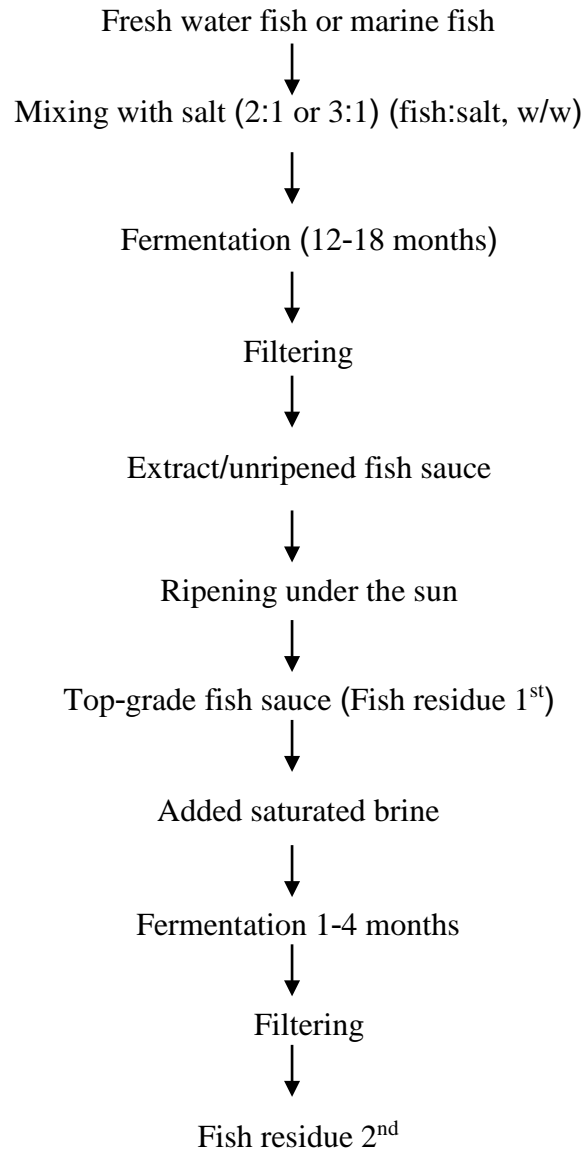 Fresh water fish or marine fish
Mixing with salt (2:1 or 3:1) (fish:salt, w/w)
Fermentation (12-18 months)
Filtering
Extract/unripened fish sauce
Ripening under the sun
Top-grade fish sauce (Fish residue 1st)
Added saturated brine
Fermentation 1-4 months
Filtering
Fish residue 2nd